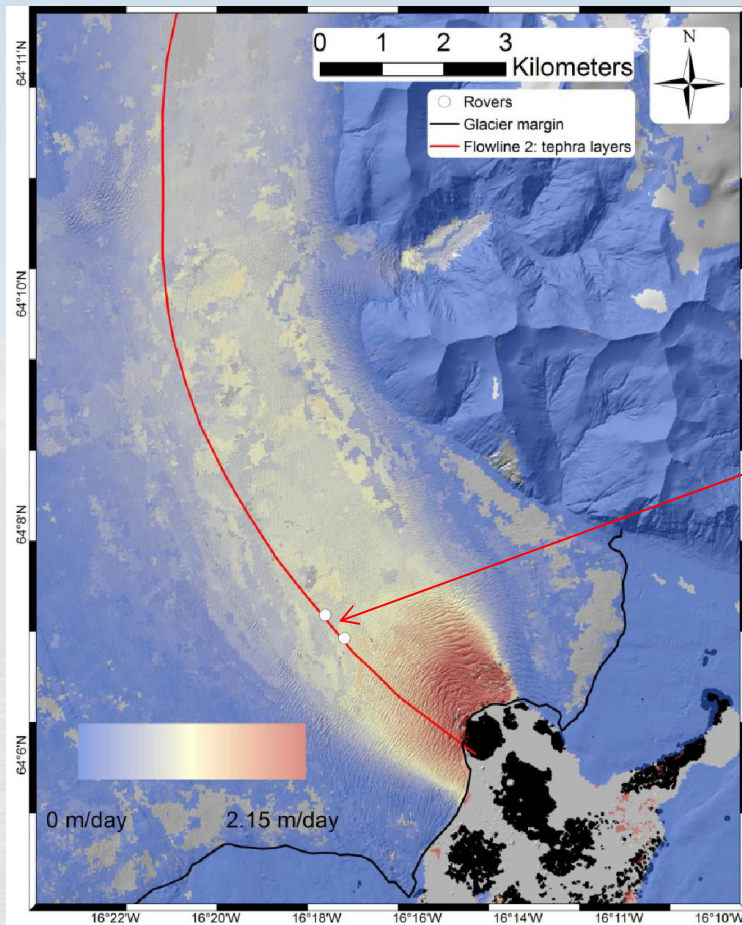 0 1 2 3
Kilometers
N
Rovers
Glacier margin
Flowline 2: tephra layers
64°11'N
64°10'N
64°8'N
64°6'N
0 m/day 2.15 m/day
16°22'W 16°20'W 16°18'W 16°16'W 16°14'W 16°11'W 16°10'W